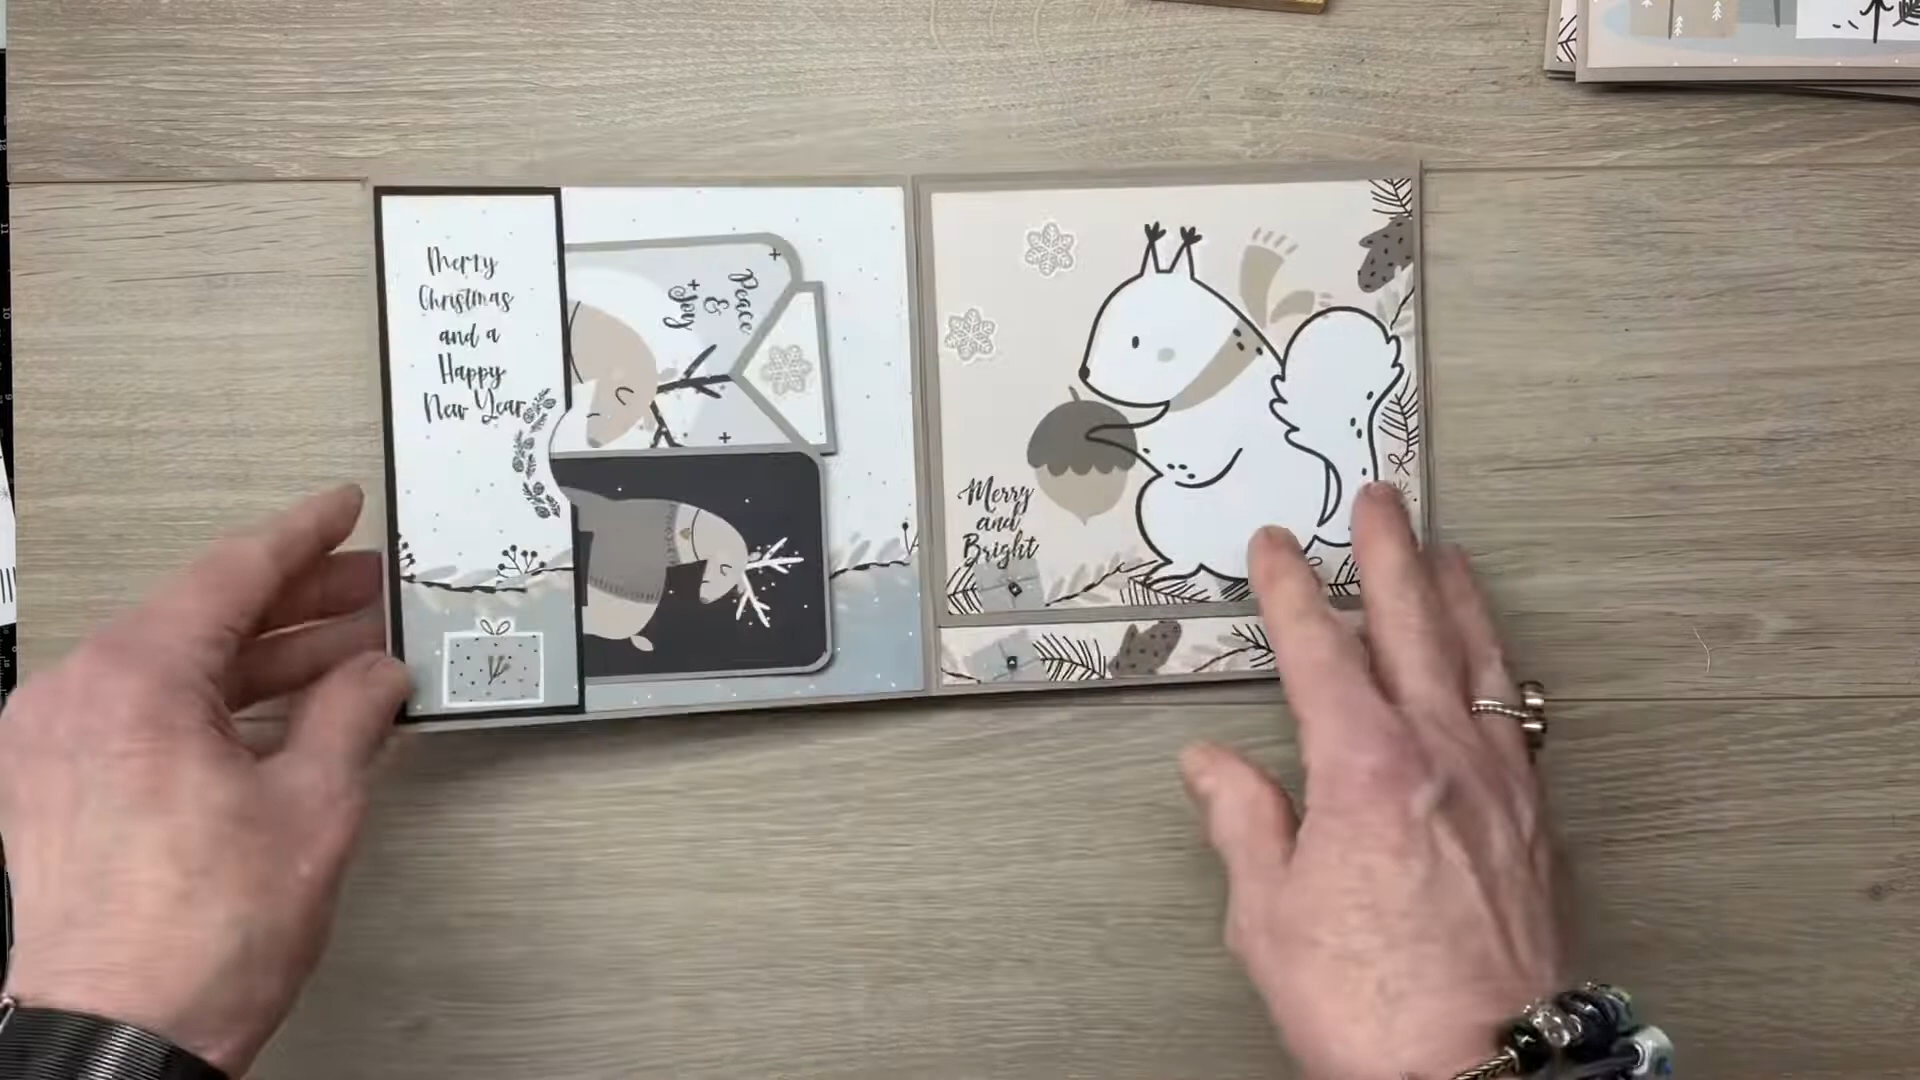 Merry
Christmas
and a
Happy
New Year
Peace
&
Joy
Merry
and
Bright